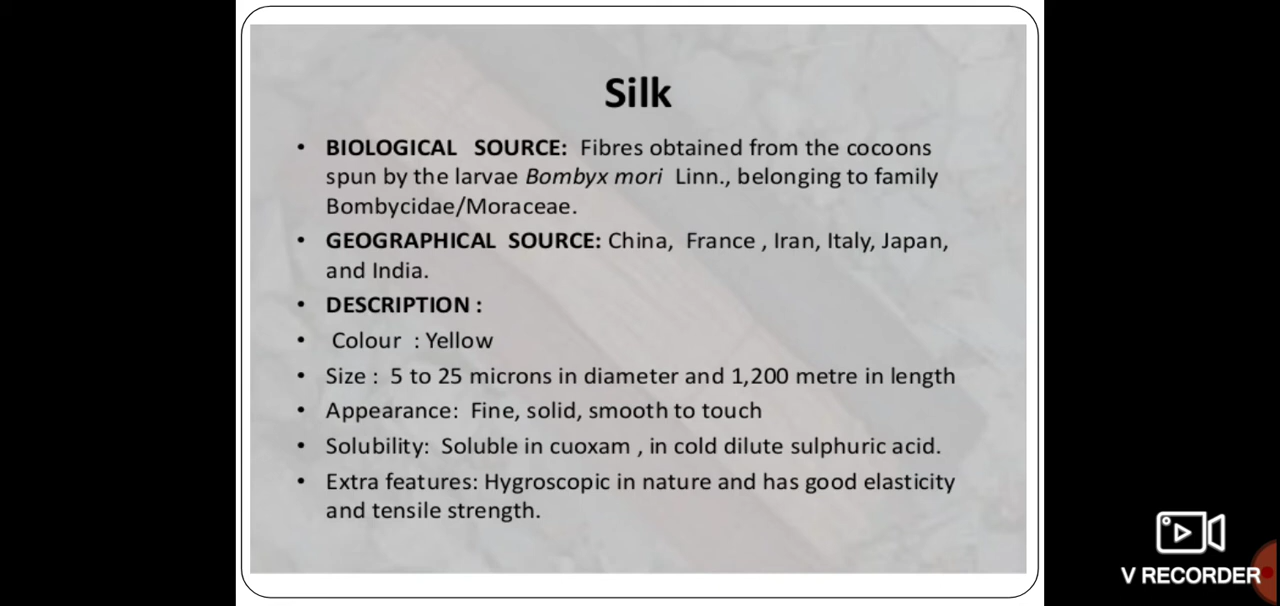 Silk
• BIOLOGICAL SOURCE: Fibres obtained from the cocoons
spun by the larvae Bombyx mori Linn., belonging to family
Bombycidae/Moraceae.
• GEOGRAPHICAL SOURCE: China, France , Iran, Italy, Japan,
and India.
• DESCRIPTION :
• Colour : Yellow
• Size : 5 to 25 microns in diameter and 1,200 metre in length
• Appearance: Fine, solid, smooth to touch
• Solubility: Soluble in cuoxam , in cold dilute sulphuric acid.
• Extra features: Hygroscopic in nature and has good elasticity
and tensile strength.
V RECORDER